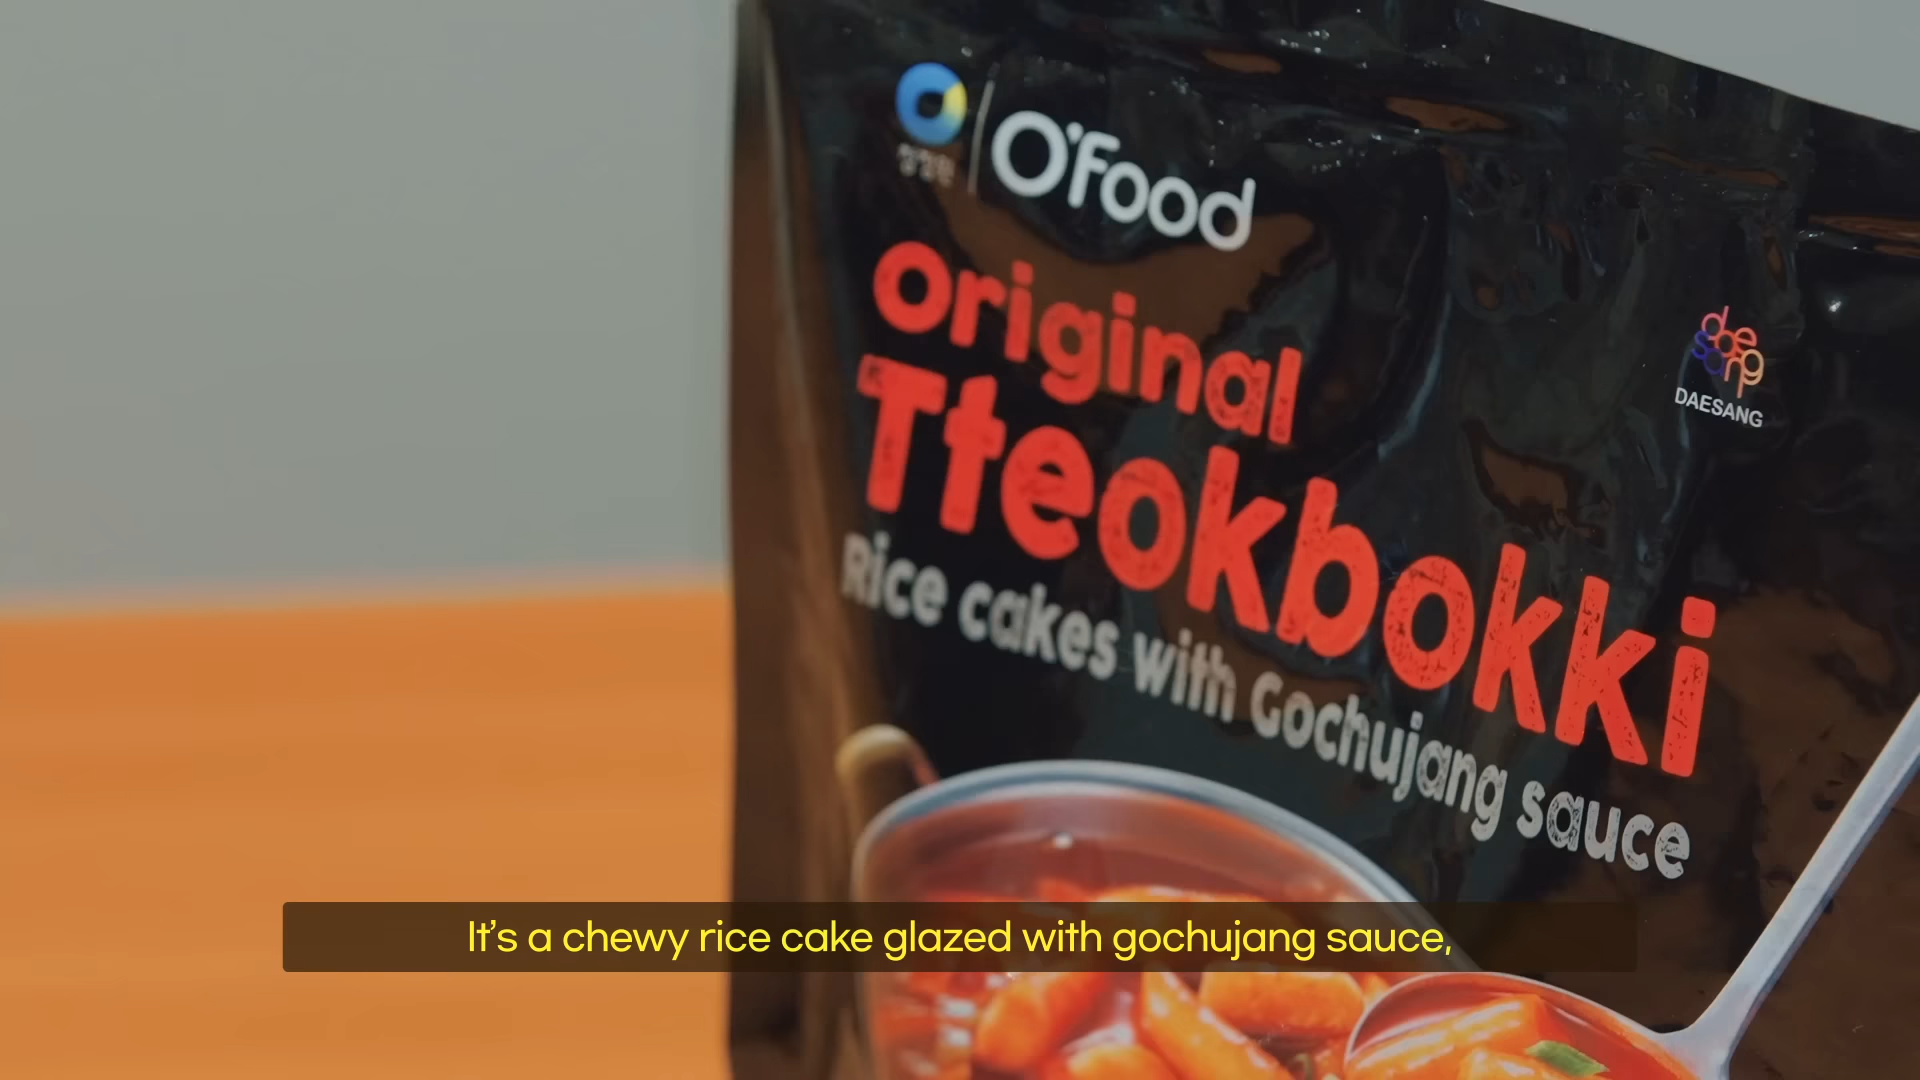 O'Food
Original
Tteokbokki
Rice cakes with Gochujang sauce
DAESANG
It's a chewy rice cake glazed with gochujang sauce,